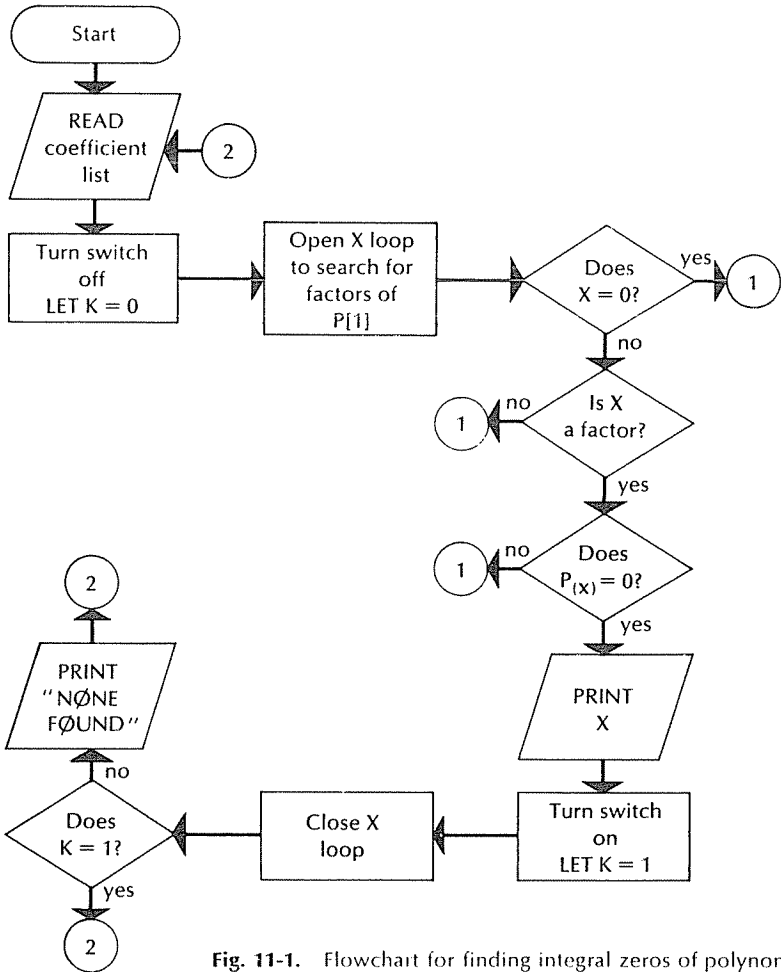 Start
READ
coefficient
list
2
Turn switch
off
LET K = 0
Open X loop
to search for
factors of
P[1]
Does
X = 0?
yes
1
no
Is X
a factor?
no
1
yes
Does
P(x) = 0?
no
1
yes
PRINT
X
Turn switch
on
LET K = 1
Close X
loop
Does
K = 1?
no
PRINT
"NØNE
FØUND"
2
yes
2
Fig. 11-1. Flowchart for finding integral zeros of polynom